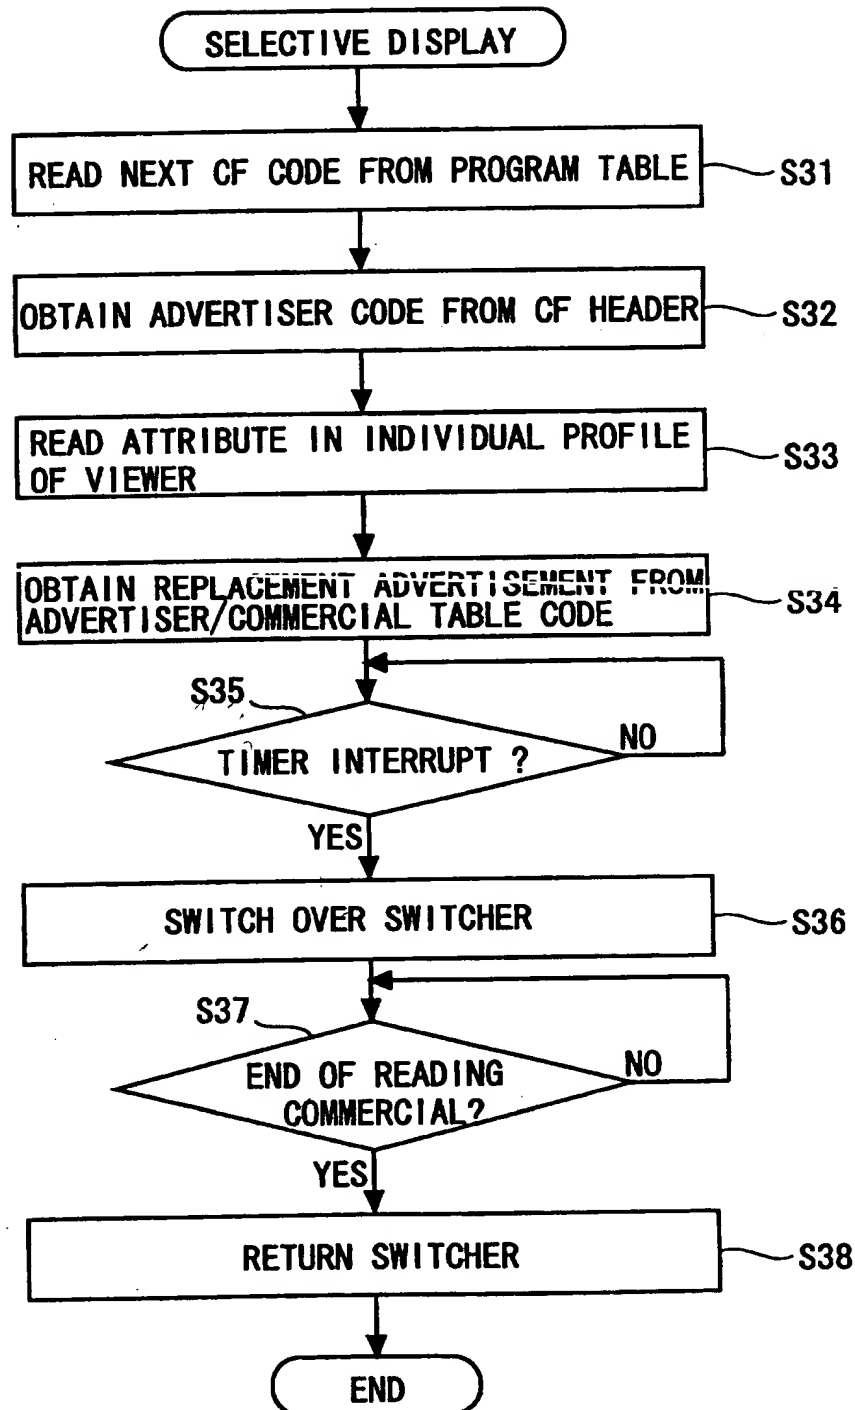 SELECTIVE DISPLAY
READ NEXT CF CODE FROM PROGRAM TABLE
S31
OBTAIN ADVERTISER CODE FROM CF HEADER
S32
READ ATTRIBUTE IN INDIVIDUAL PROFILE
OF VIEWER
S33
OBTAIN REPLACEMENT ADVERTISEMENT FROM
ADVERTISER/COMMERCIAL TABLE CODE
S34
S35
TIMER INTERRUPT ?
NO
YES
SWITCH OVER SWITCHER
S36
S37
END OF READING
COMMERCIAL?
NO
YES
RETURN SWITCHER
S38
END